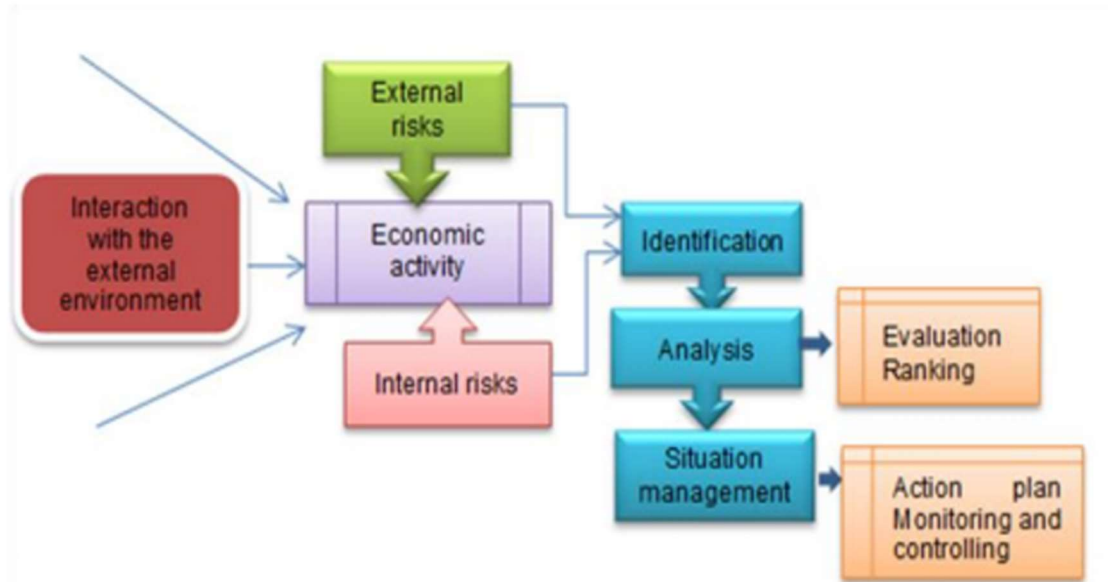 External
risks
Interaction
with the
external
environment
Economic
activity
Internal risks
Identification
Analysis
Evaluation
Ranking
Situation
management
Action plan
Monitoring and
controlling